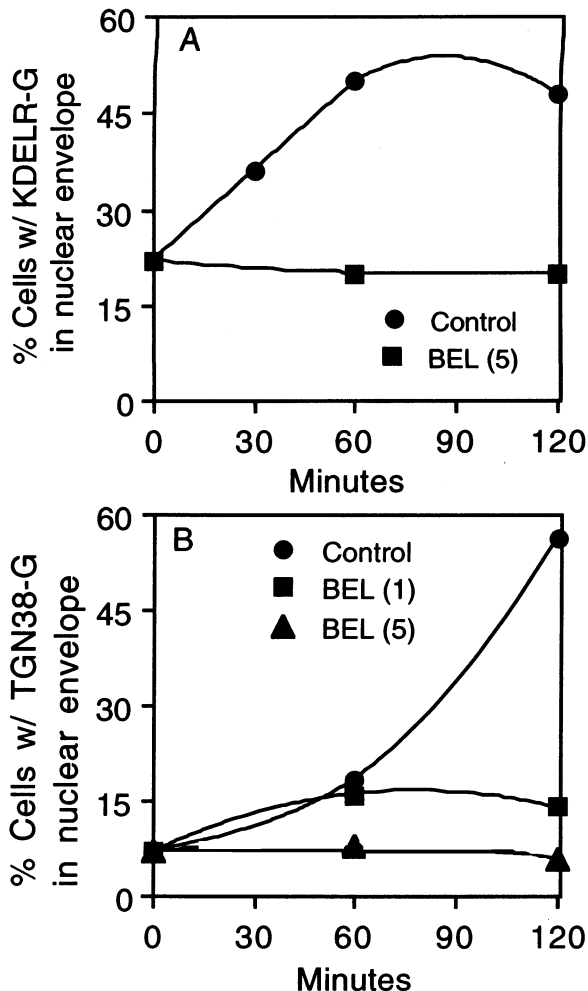 A
% Cells w/ KDELR-G
in nuclear envelope
60
45
30
15
0
Control
BEL (5)
0 30 60 90 120
Minutes
B
% Cells w/ TGN38-G
in nuclear envelope
60
45
30
15
0
Control
BEL (1)
BEL (5)
0 30 60 90 120
Minutes